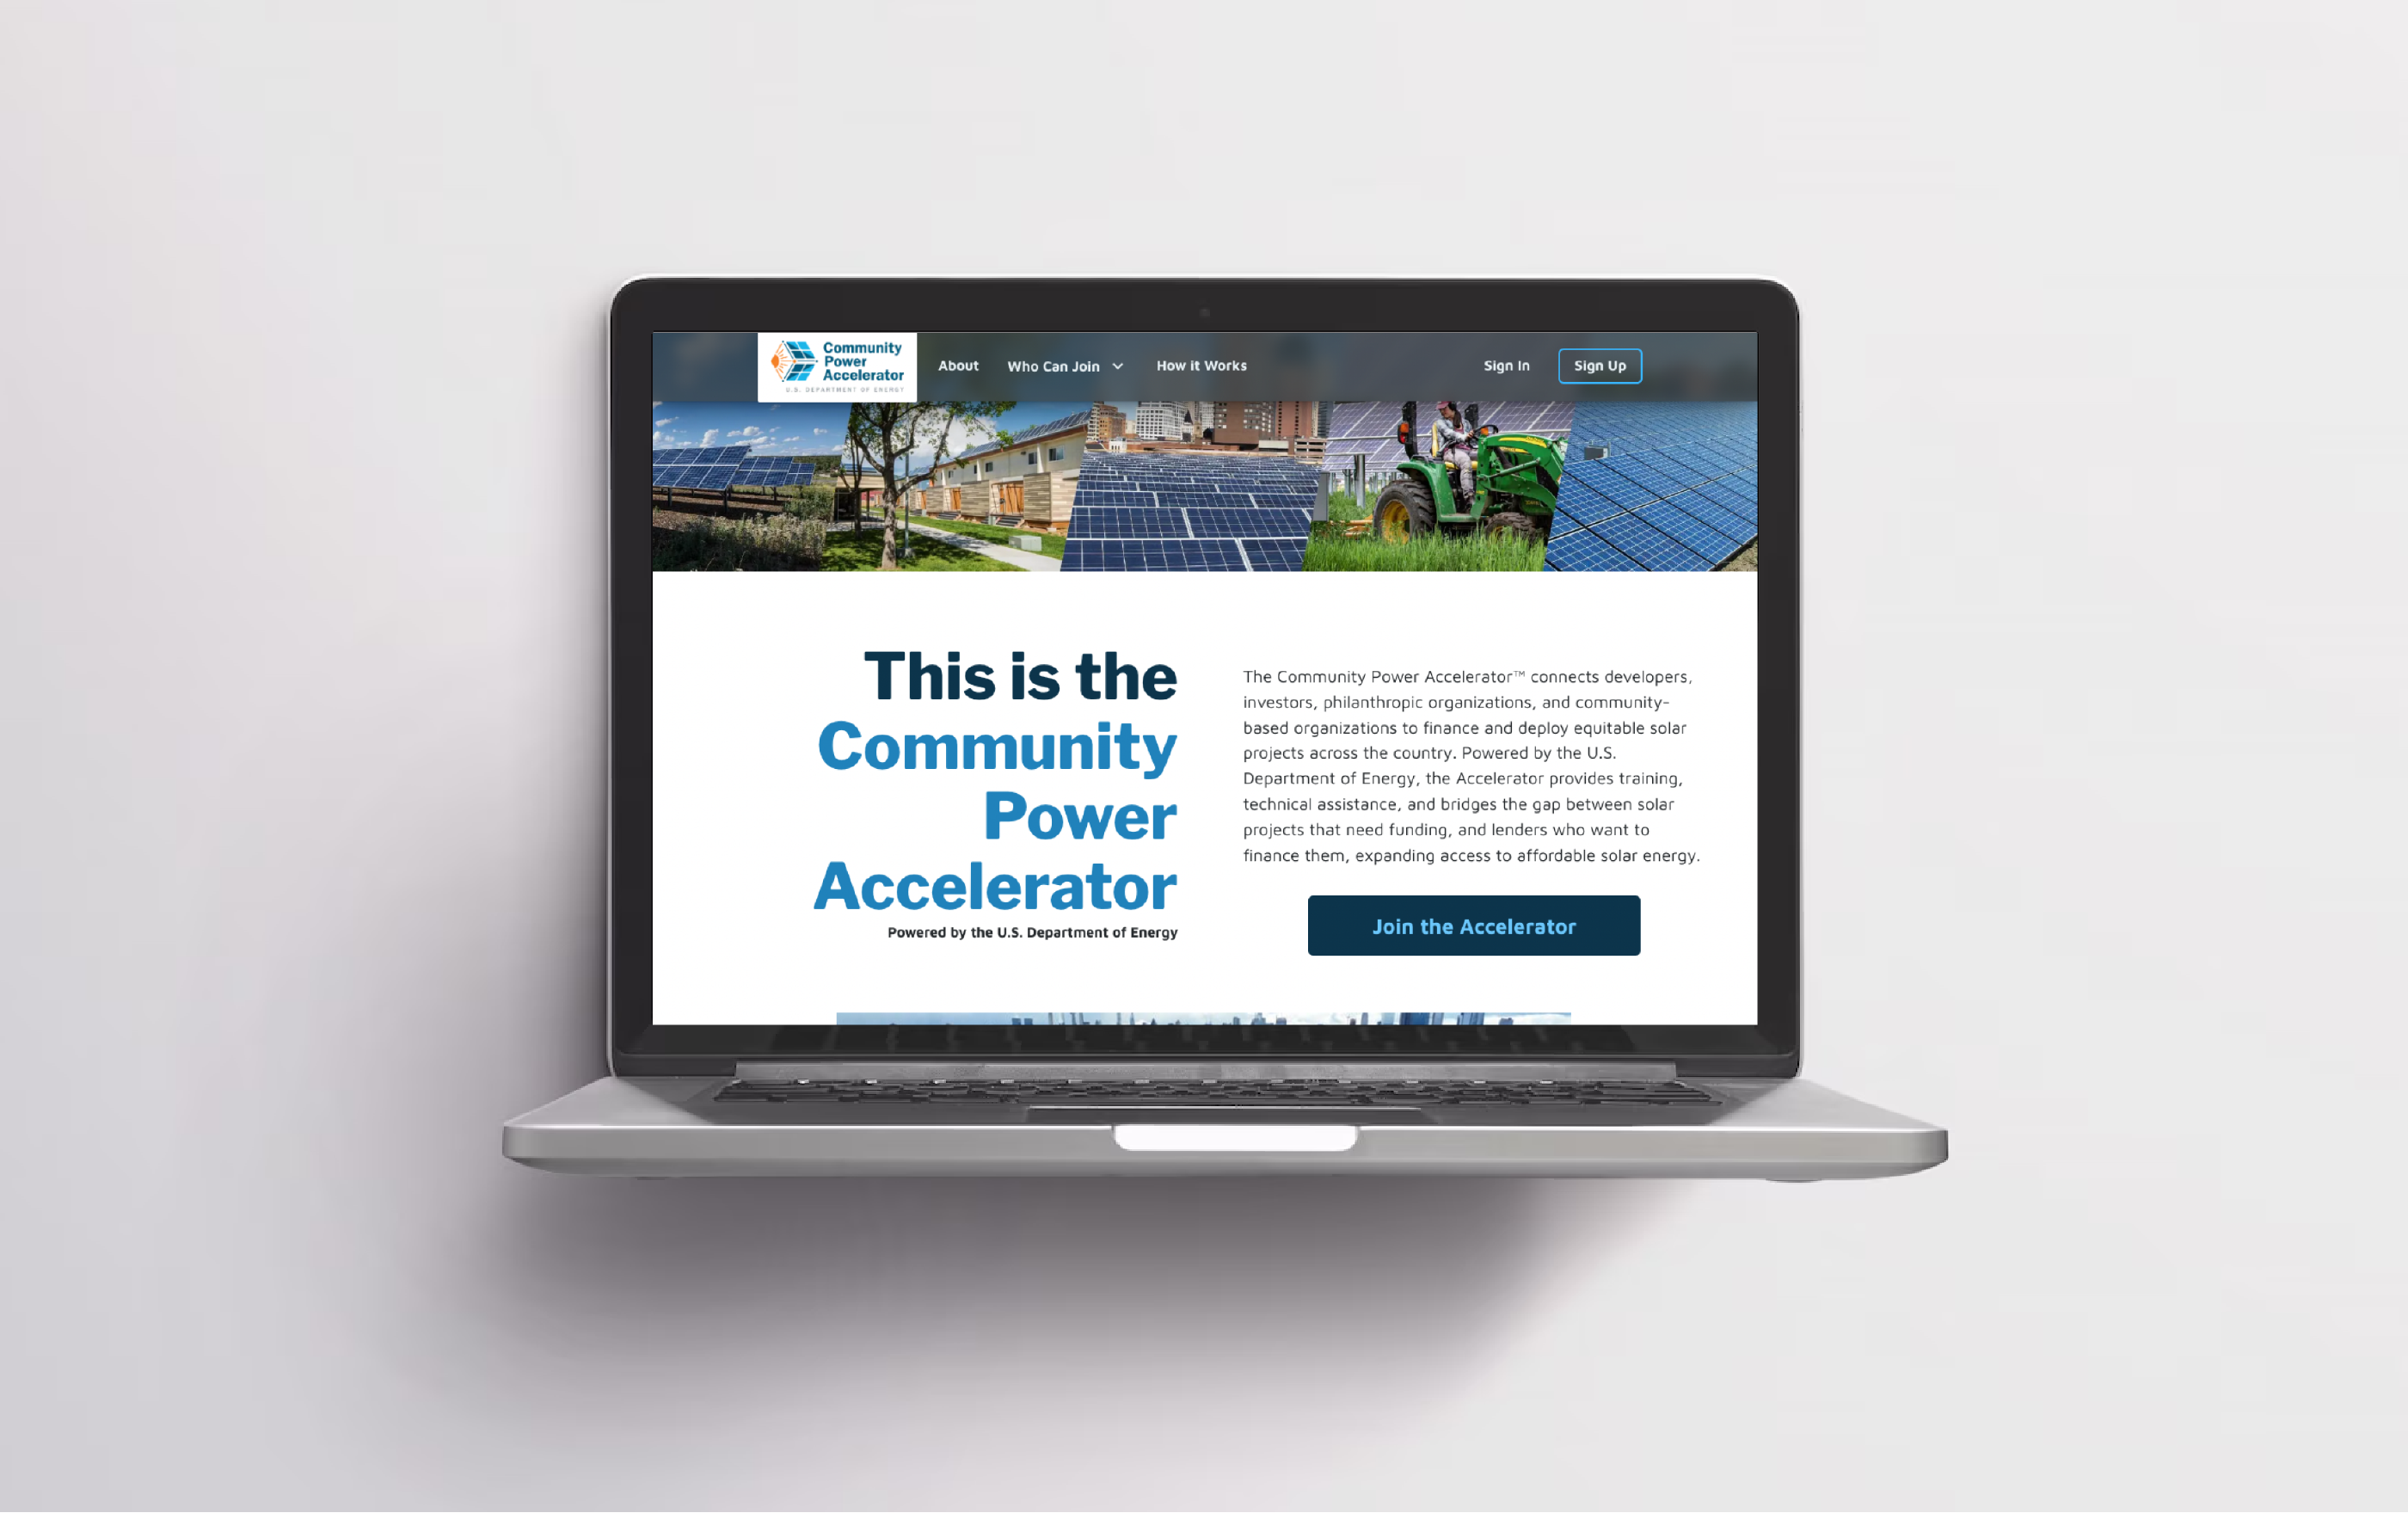 Community
Power
Accelerator
U.S. DEPARTMENT OF ENERGY
About
Who Can Join
How it Works
Sign In
Sign Up
This is the
Community
Power
Accelerator
Powered by the U.S. Department of Energy
The Community Power Accelerator™ connects developers,
investors, philanthropic organizations, and community-
based organizations to finance and deploy equitable solar
projects across the country. Powered by the U.S.
Department of Energy, the Accelerator provides training,
technical assistance, and bridges the gap between solar
projects that need funding, and lenders who want to
finance them, expanding access to affordable solar energy.
Join the Accelerator